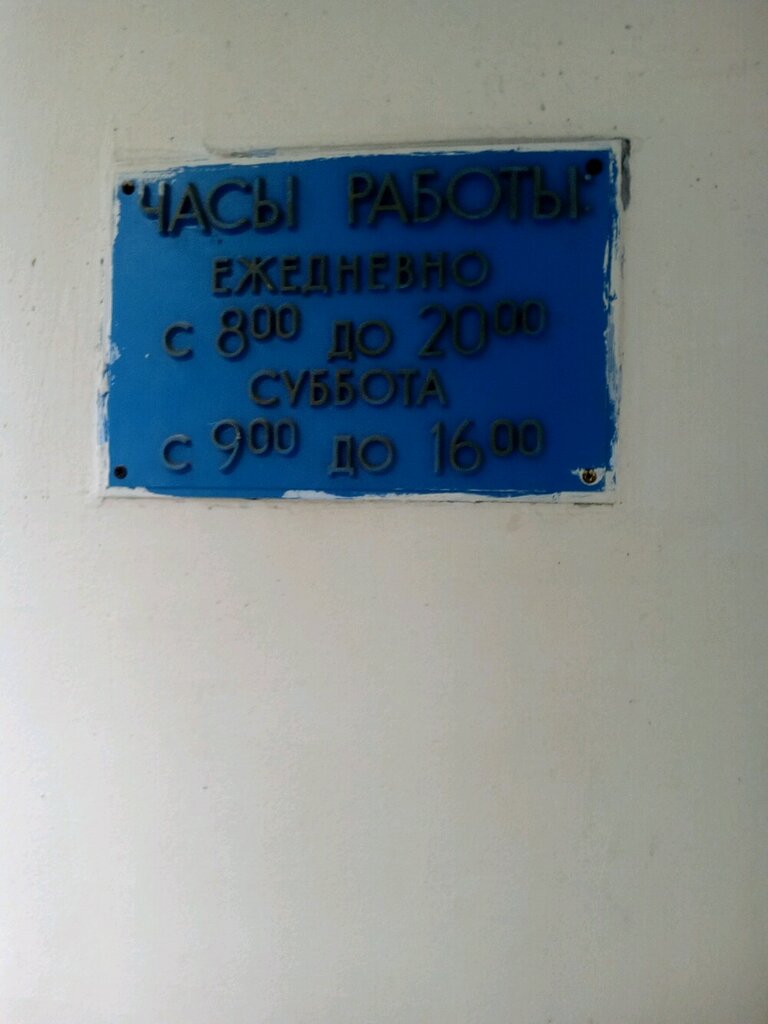 ЧАСЫ РАБОТЫ:
ЕЖЕДНЕВНО
С 8⁰⁰ ДО 20⁰⁰
СУББОТА
С 9⁰⁰ ДО 16⁰⁰